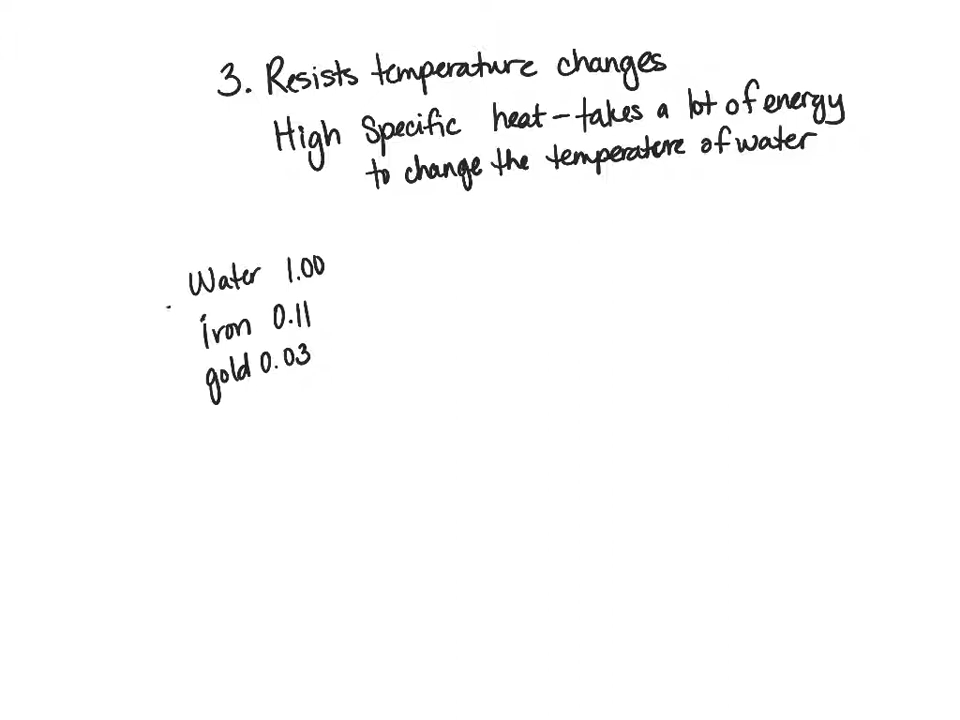 3. Resists temperature changes
High Specific heat - takes a lot of energy
to change the temperature of water
Water 1.00
iron 0.11
gold 0.03